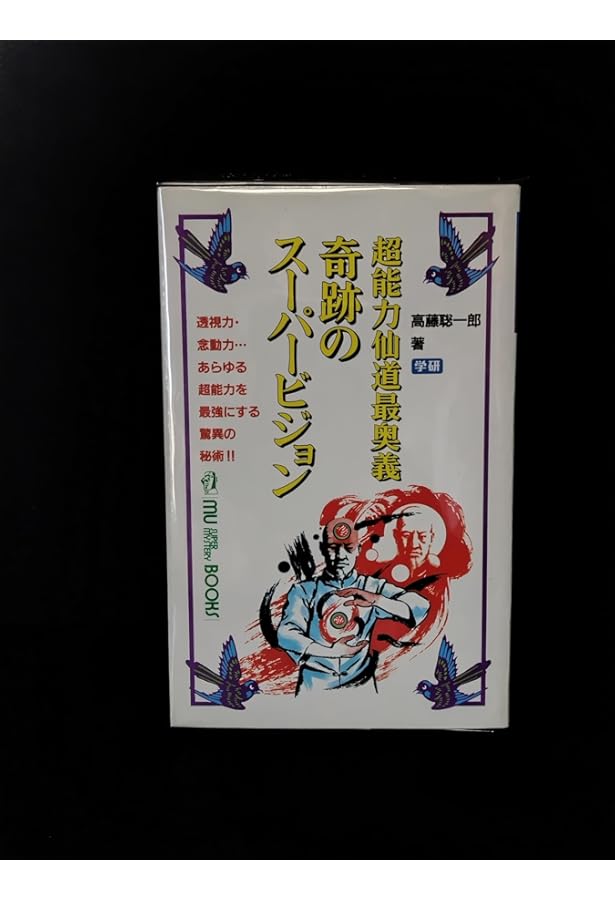 超能力仙道最奥義
奇跡の
スーパービジョン
高藤聡一郎
著
学研
透視力・
念動力…
あらゆる
超能力を
最強にする
驚異の
秘術!!
MU
SUPER
MYSTERY
BOOKS